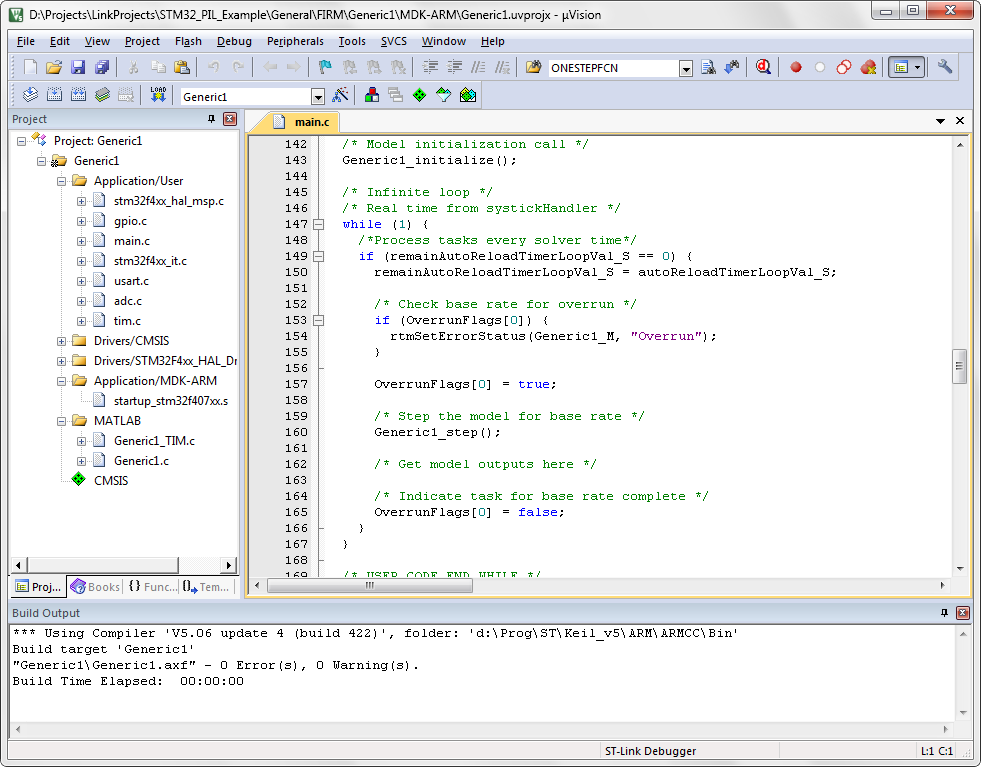 D:\Projects\LinkProjects\STM32_PIL_Example\General\FIRM\Generic1\MDK-ARM\Generic1.uvprojx - µVision
File Edit View Project Flash Debug Peripherals Tools SVCS Window Help
ONESTEPFCN
LOAD
Generic1
Project
Project: Generic1
Generic1
Application/User
stm32f4xx_hal_msp.c
gpio.c
main.c
stm32f4xx_it.c
usart.c
adc.c
tim.c
Drivers/CMSIS
Drivers/STM32F4xx_HAL_Dr
Application/MDK-ARM
startup_stm32f407xx.s
MATLAB
Generic1_TIM.c
Generic1.c
CMSIS
Proj... Books {} Func... Tem...
main.c
142 /* Model initialization call */
143 Generic1_initialize();
144
145 /* Infinite loop */
146 /* Real time from systickHandler */
147 while (1) {
148 /*Process tasks every solver time*/
149 if (remainAutoReloadTimerLoopVal_S == 0) {
150 remainAutoReloadTimerLoopVal_S = autoReloadTimerLoopVal_S;
151
152 /* Check base rate for overrun */
153 if (OverrunFlags[0]) {
154 rtmSetErrorStatus(Generic1_M, "Overrun");
155 }
156
157 OverrunFlags[0] = true;
158
159 /* Step the model for base rate */
160 Generic1_step();
161
162 /* Get model outputs here */
163
164 /* Indicate task for base rate complete */
165 OverrunFlags[0] = false;
166 }
167 }
168
169 /* USER CODE END WHILE */
Build Output
*** Using Compiler 'V5.06 update 4 (build 422)', folder: 'd:\Prog\ST\Keil_v5\ARM\ARMCC\Bin'
Build target 'Generic1'
"Generic1\Generic1.axf" - 0 Error(s), 0 Warning(s).
Build Time Elapsed:  00:00:00
ST-Link Debugger
L:1 C:1